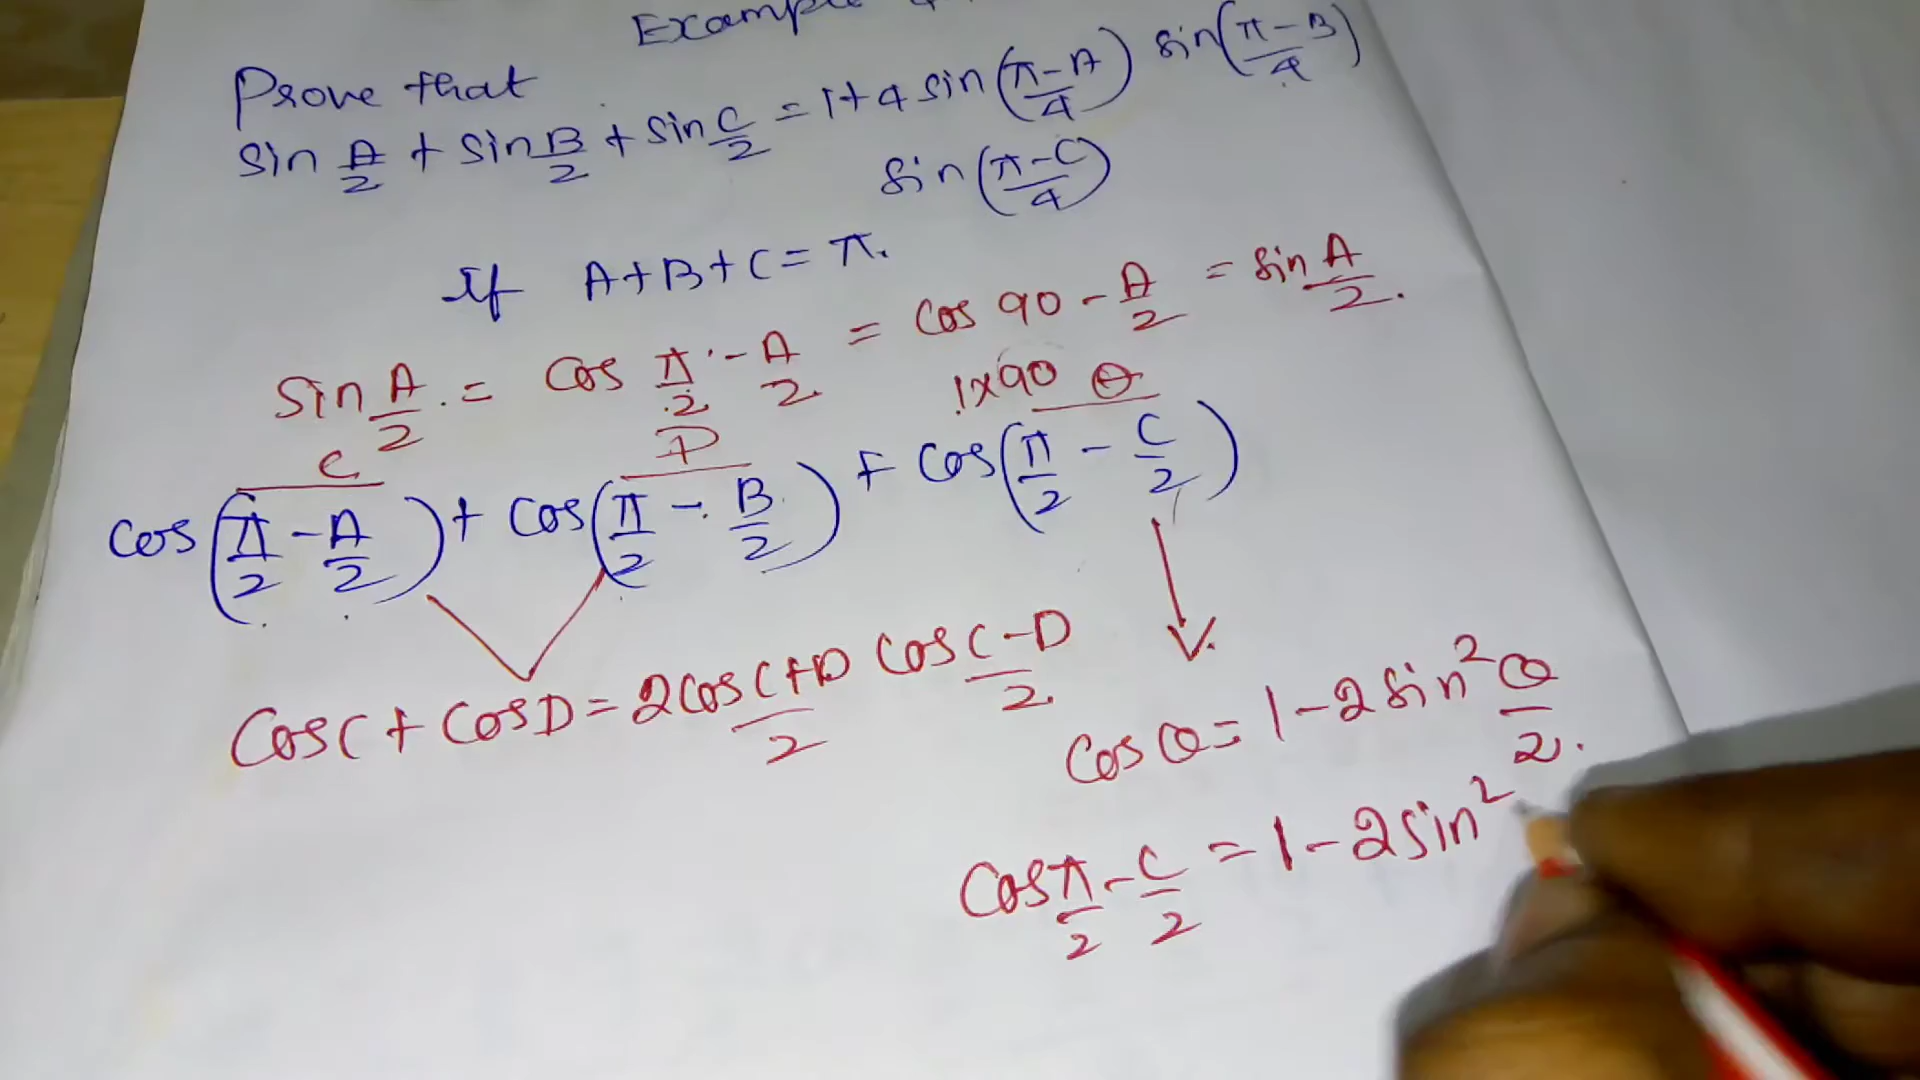 Example
Prove that
sin A/2 + sin B/2 + sin C/2 = 1 + 4 sin(π-A/4) sin(π-B/4)
sin(π-C/4)
If A+B+C = π.
sin A/2 = cos π/2 - A/2 = cos 90 - A/2 = sin A/2.
1x90 θ
C D
cos(π/2 - A/2) + cos(π/2 - B/2) + cos(π/2 - C/2)
cos C + cos D = 2 cos C+D/2 cos C-D/2
cos θ = 1 - 2 sin² θ/2.
cos π/2 - C/2 = 1 - 2 sin²